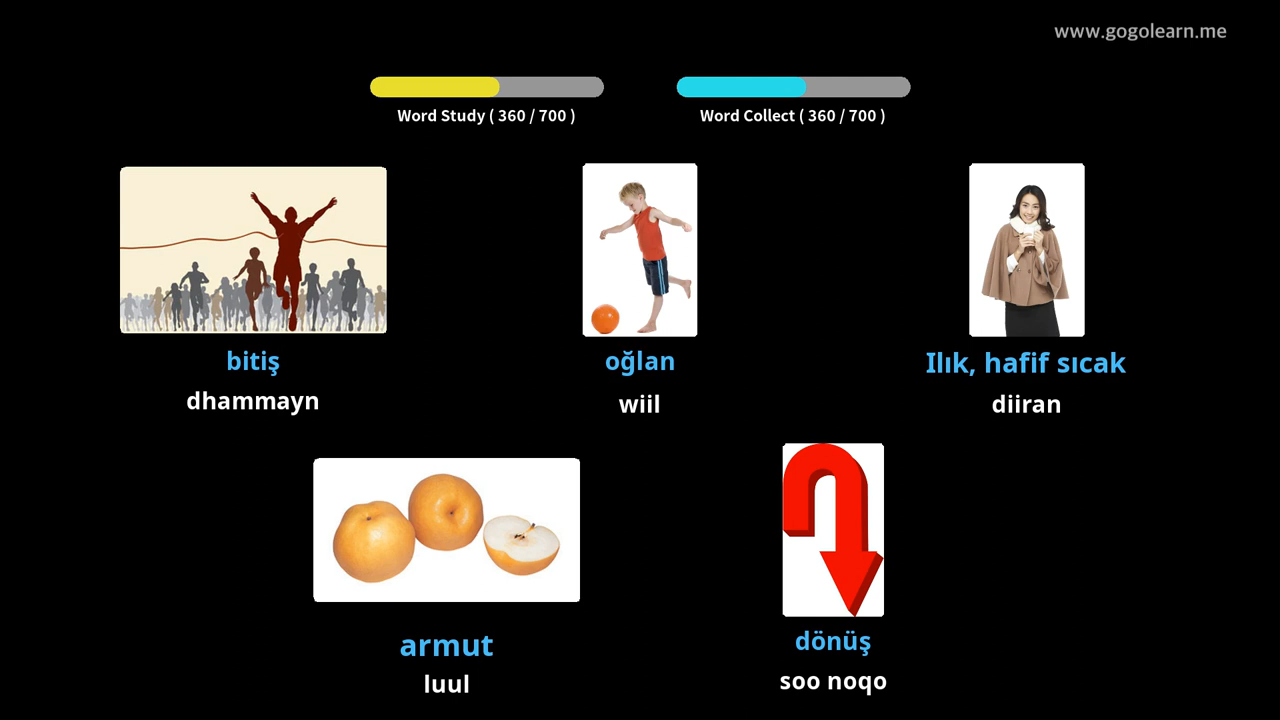 www.gogolearn.me
Word Study ( 360 / 700 )
Word Collect ( 360 / 700 )
bitiş
dhammayn
oğlan
wiil
Ilık, hafif sıcak
diiran
armut
luul
dönüş
soo noqo